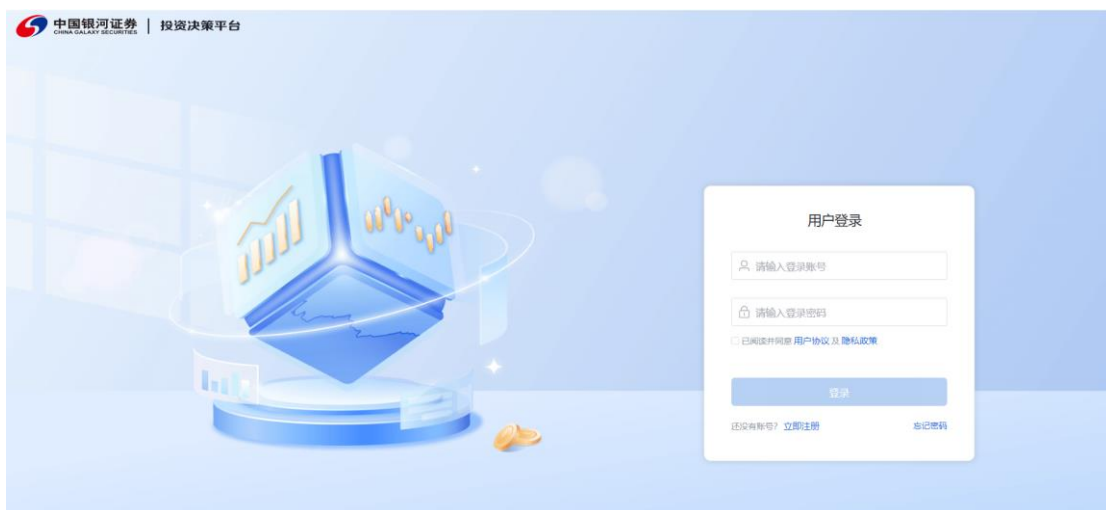 中国银河证券 | 投资决策平台
CHINA GALAXY SECURITIES
用户登录
请输入登录账号
请输入登录密码
已阅读并同意 用户协议 及 隐私政策
登录
还没有账号? 立即注册 忘记密码